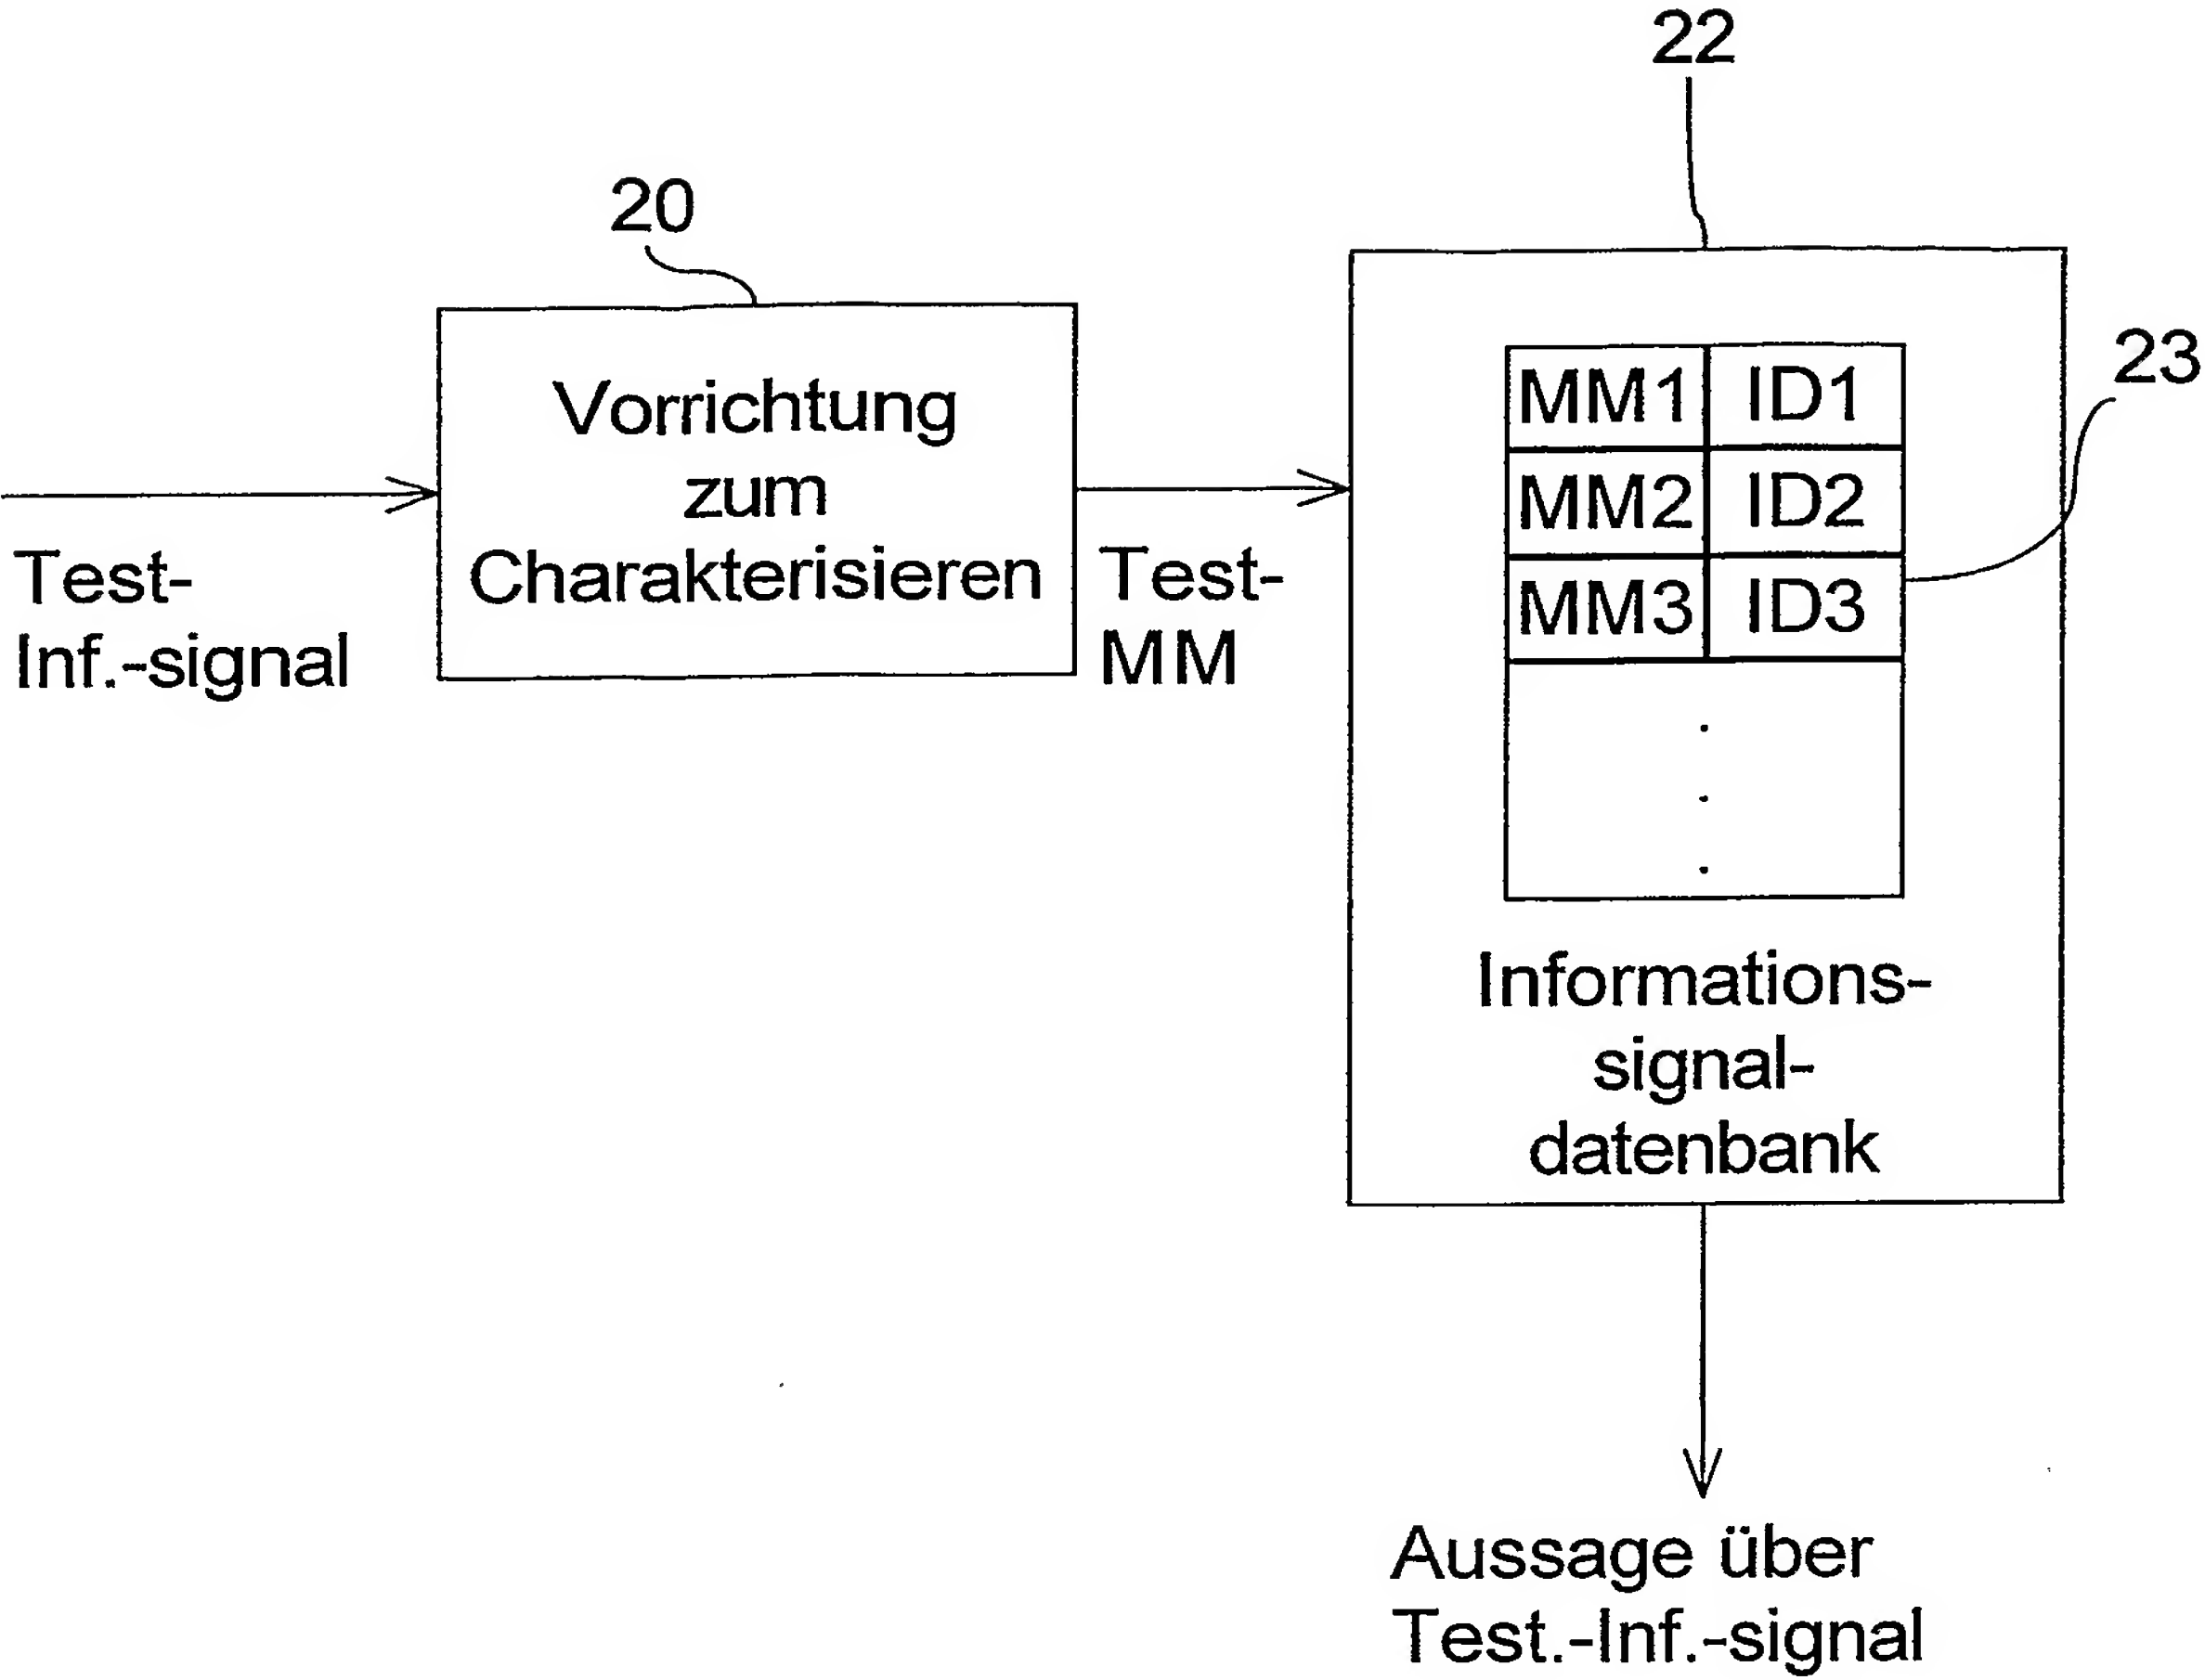 22
20
23
Vorrichtung
zum
Charakterisieren
Test-
Inf.-signal
Test-
MM
MM1 ID1
MM2 ID2
MM3 ID3
Informations-
signal-
datenbank
Aussage über
Test.-Inf.-signal